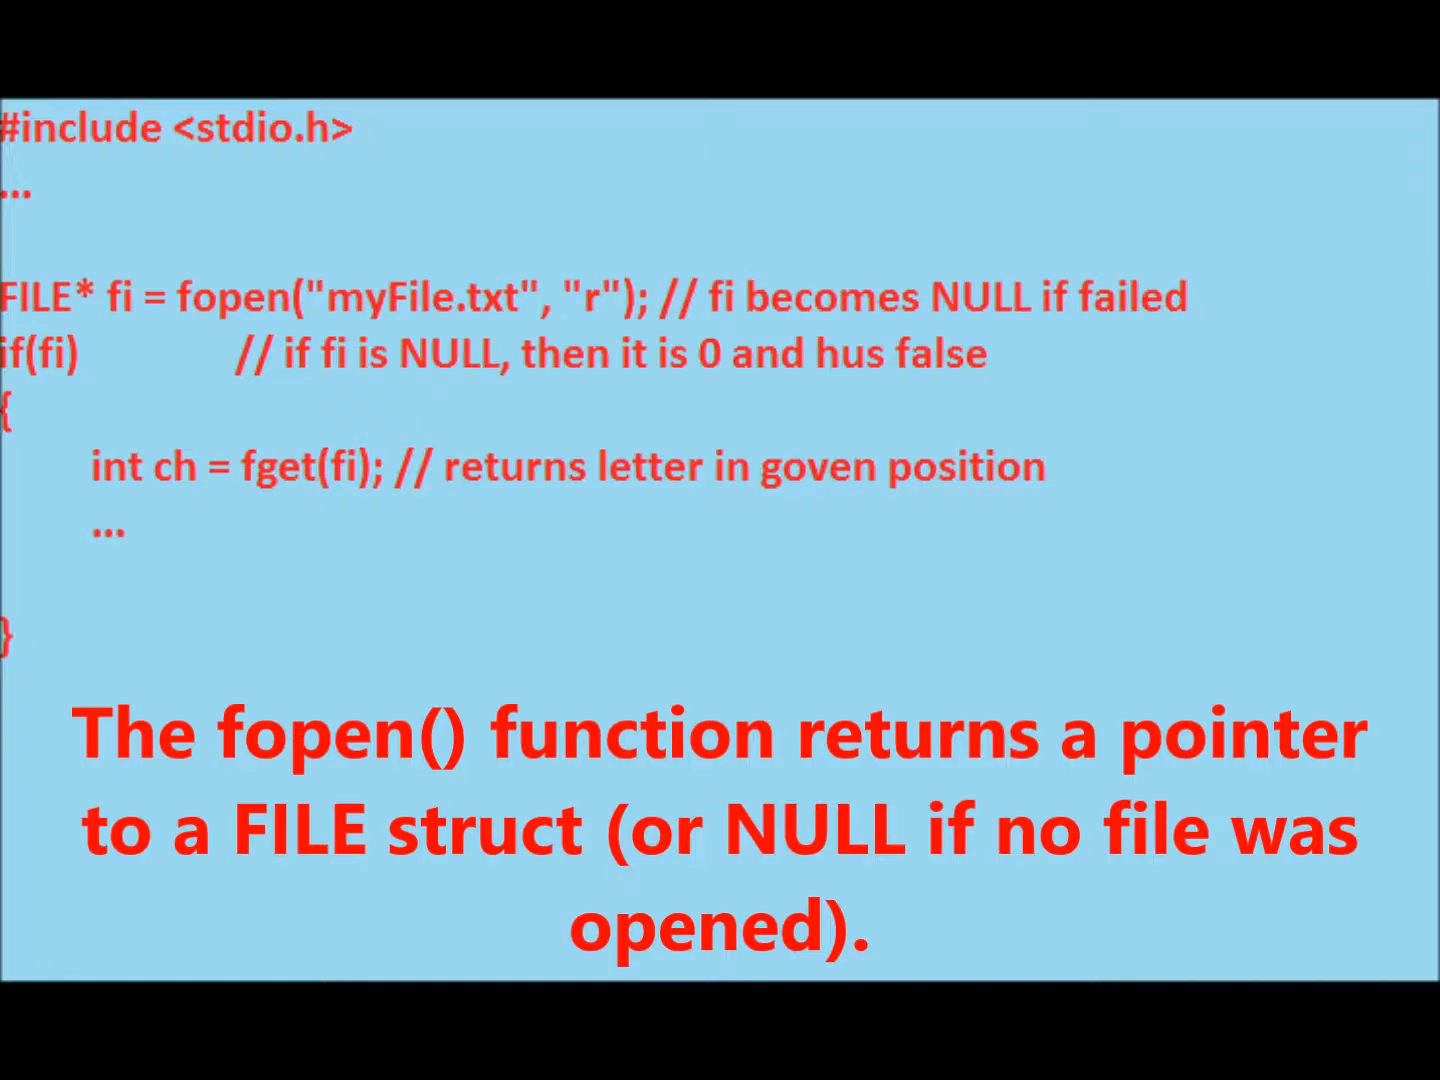 #include <stdio.h>
...
FILE* fi = fopen("myFile.txt", "r"); // fi becomes NULL if failed
if(fi) // if fi is NULL, then it is 0 and hus false
{
int ch = fget(fi); // returns letter in goven position
...
}
The fopen() function returns a pointer
to a FILE struct (or NULL if no file was
opened).